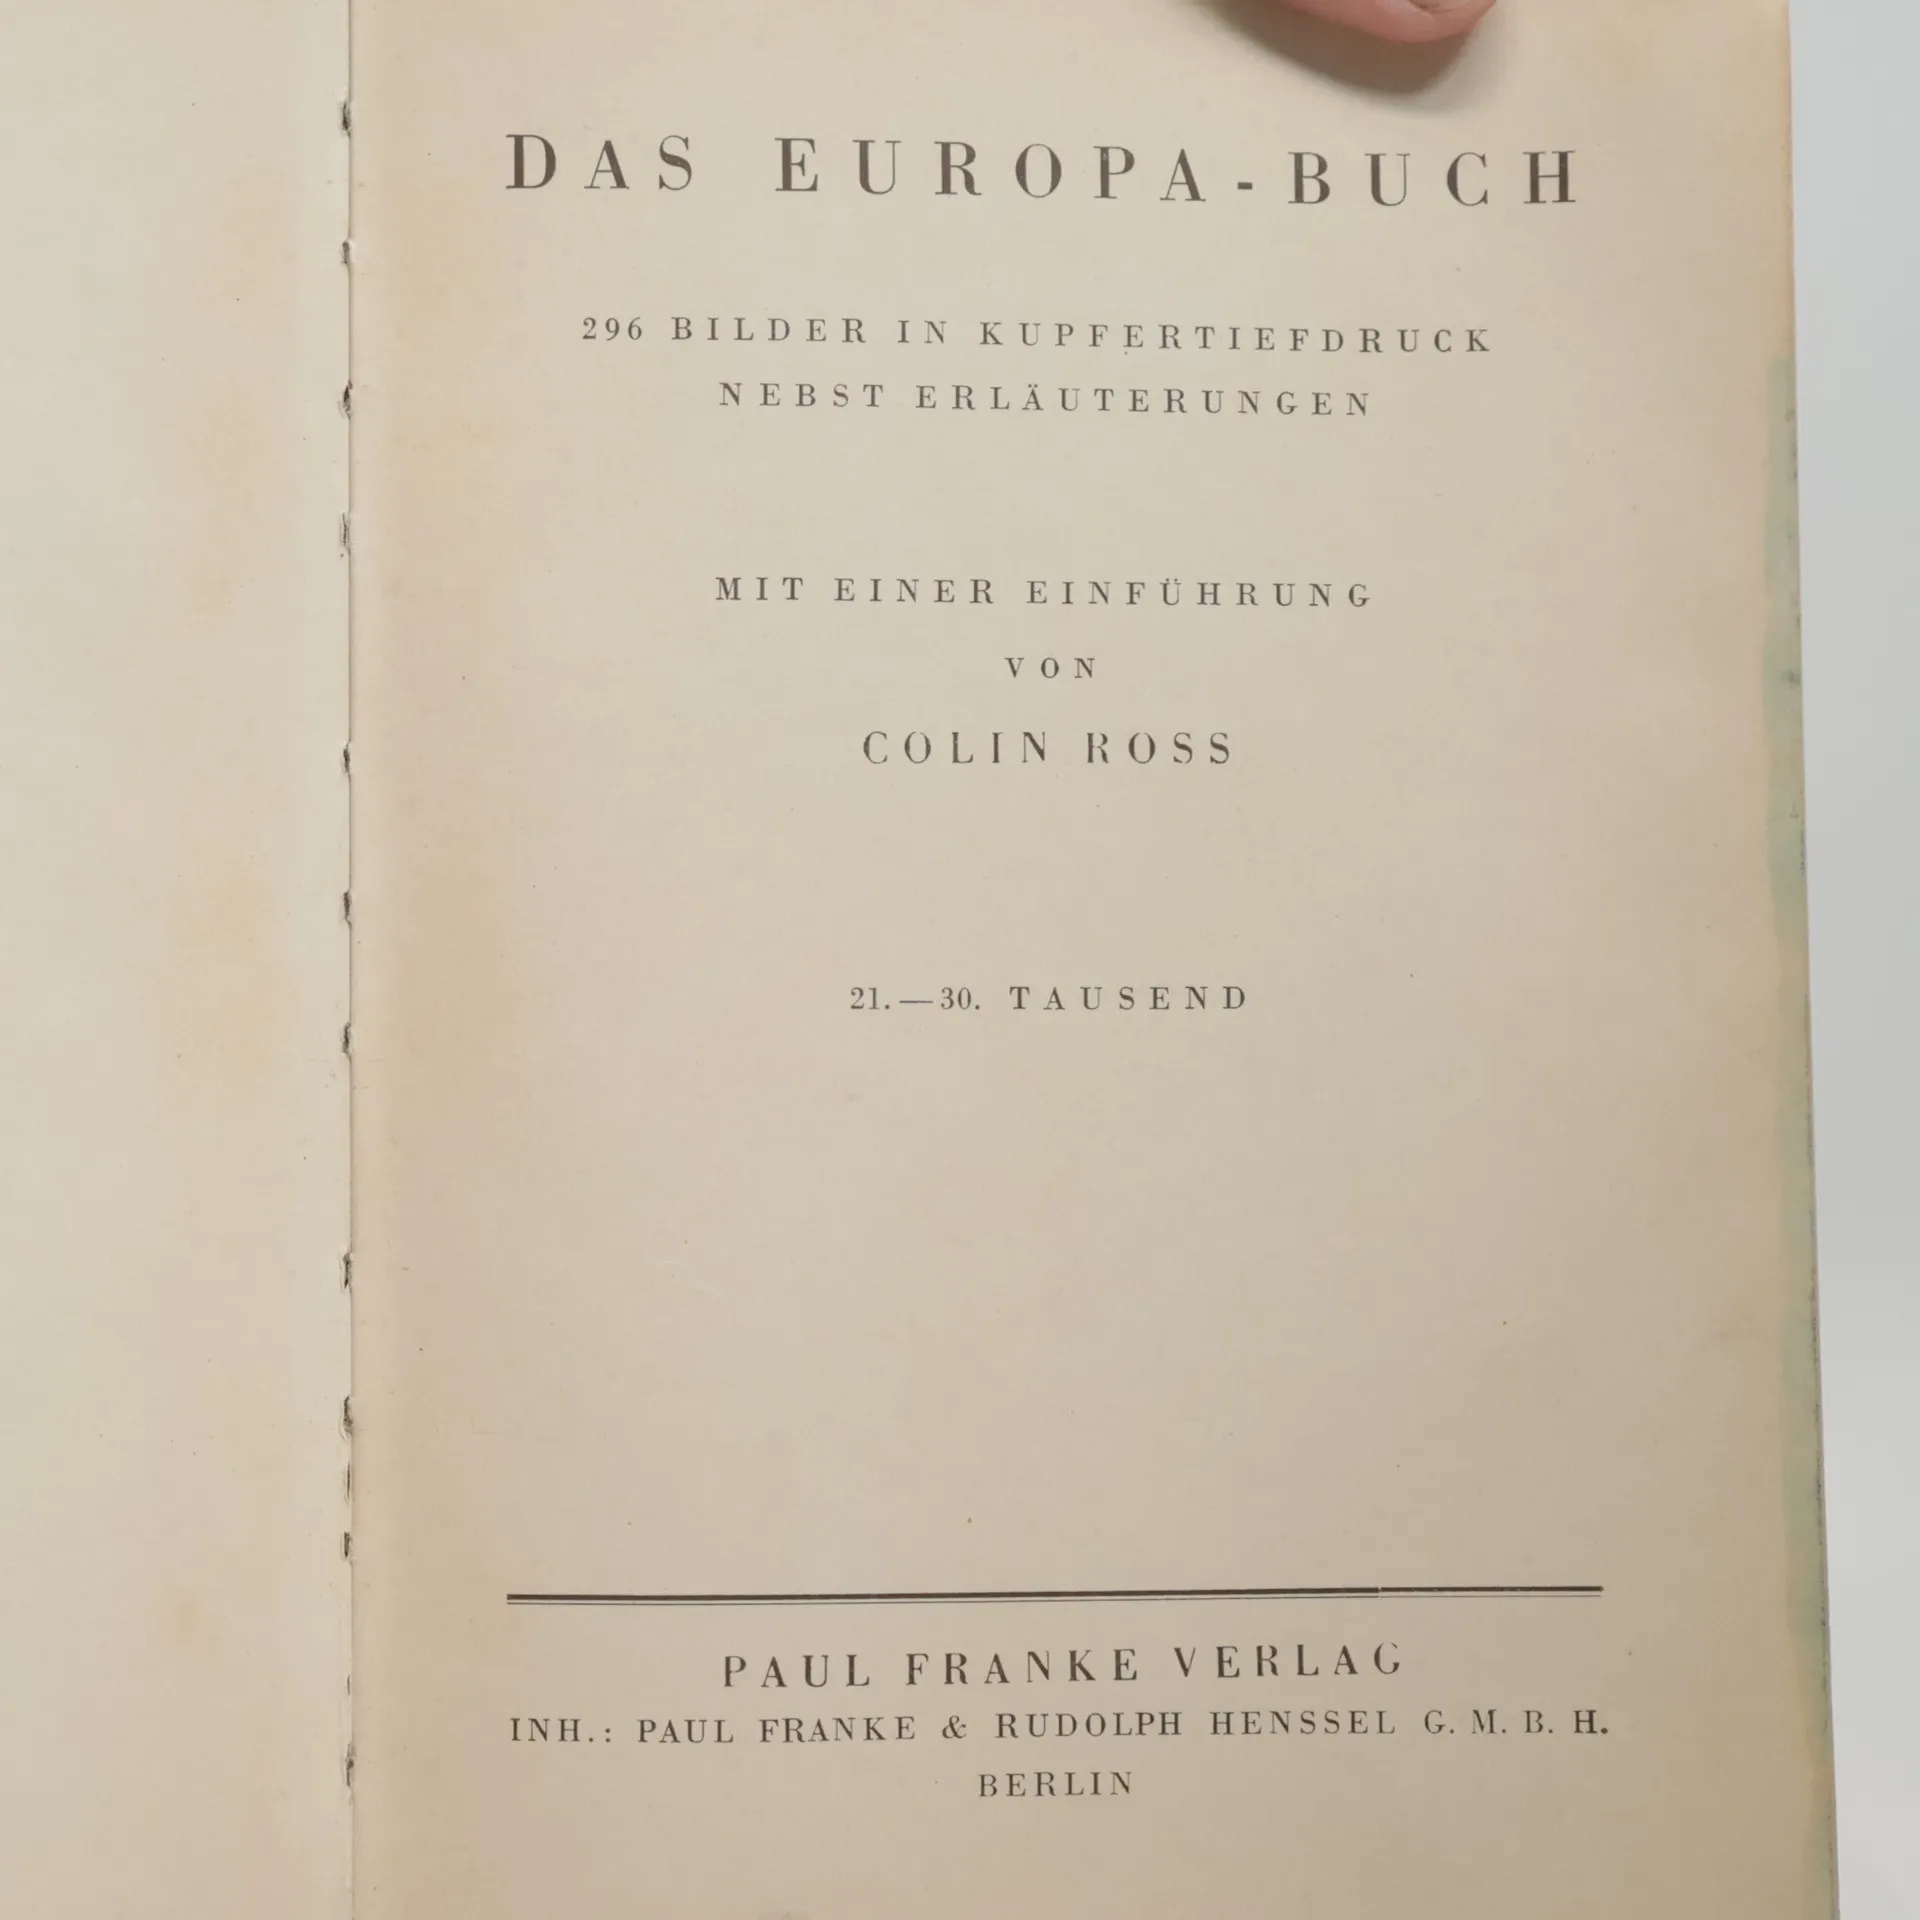 DAS EUROPA-BUCH
296 BILDER IN KUPFERTIEFDRUCK
NEBST ERLÄUTERUNGEN
MIT EINER EINFÜHRUNG
VON
COLIN ROSS
21.—30. TAUSEND
PAUL FRANKE VERLAG
INH.: PAUL FRANKE & RUDOLPH HENSSEL G. M. B. H.
BERLIN